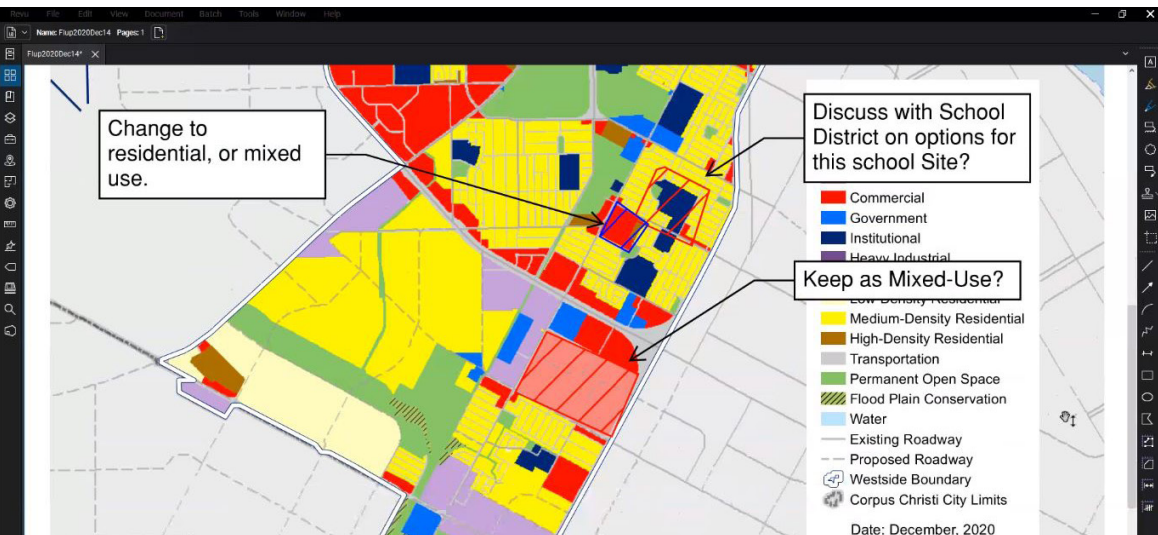 Revu File Edit View Document Batch Tools Window Help
Name: Flup2020Dec14 Pages: 1
Flup2020Dec14*
Change to
residential, or mixed
use.
Discuss with School
District on options for
this school Site?
Commercial
Government
Institutional
Heavy Industrial
Keep as Mixed-Use?
Low-Density Residential
Medium-Density Residential
High-Density Residential
Transportation
Permanent Open Space
Flood Plain Conservation
Water
Existing Roadway
Proposed Roadway
Westside Boundary
Corpus Christi City Limits
Date: December, 2020